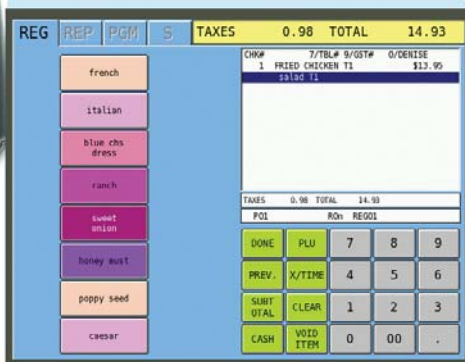 REG REP PGM S TAXES 0.98 TOTAL 14.93
french
italian
blue chs
dress
ranch
sweet
onion
honey must
poppy seed
caesar
CHK# 7/TBL# 9/GST# 0/DENISE
1 FRIED CHICKEN T1 $13.95
salad T1
TAXES 0.98 TOTAL 14.93
PO1 ROn REG01
DONE PLU 7 8 9
PREV. X/TIME 4 5 6
SUBT
OTAL CLEAR 1 2 3
CASH VOID
ITEM 0 00 .